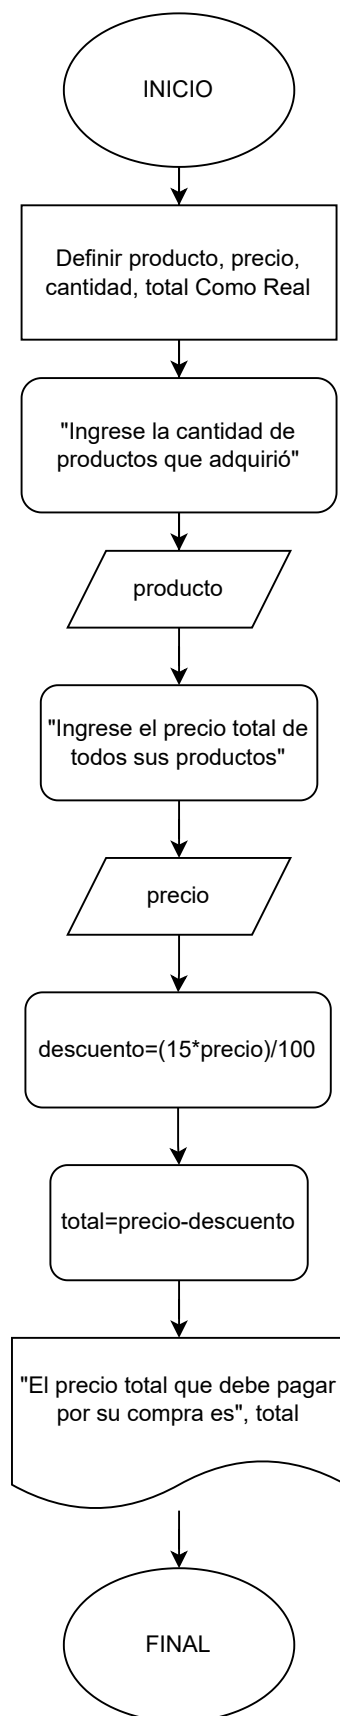 INICIO
Definir producto, precio,
cantidad, total Como Real
"Ingrese la cantidad de
productos que adquirió"
producto
"Ingrese el precio total de
todos sus productos"
precio
descuento=(15*precio)/100
total=precio-descuento
"El precio total que debe pagar
por su compra es", total
FINAL